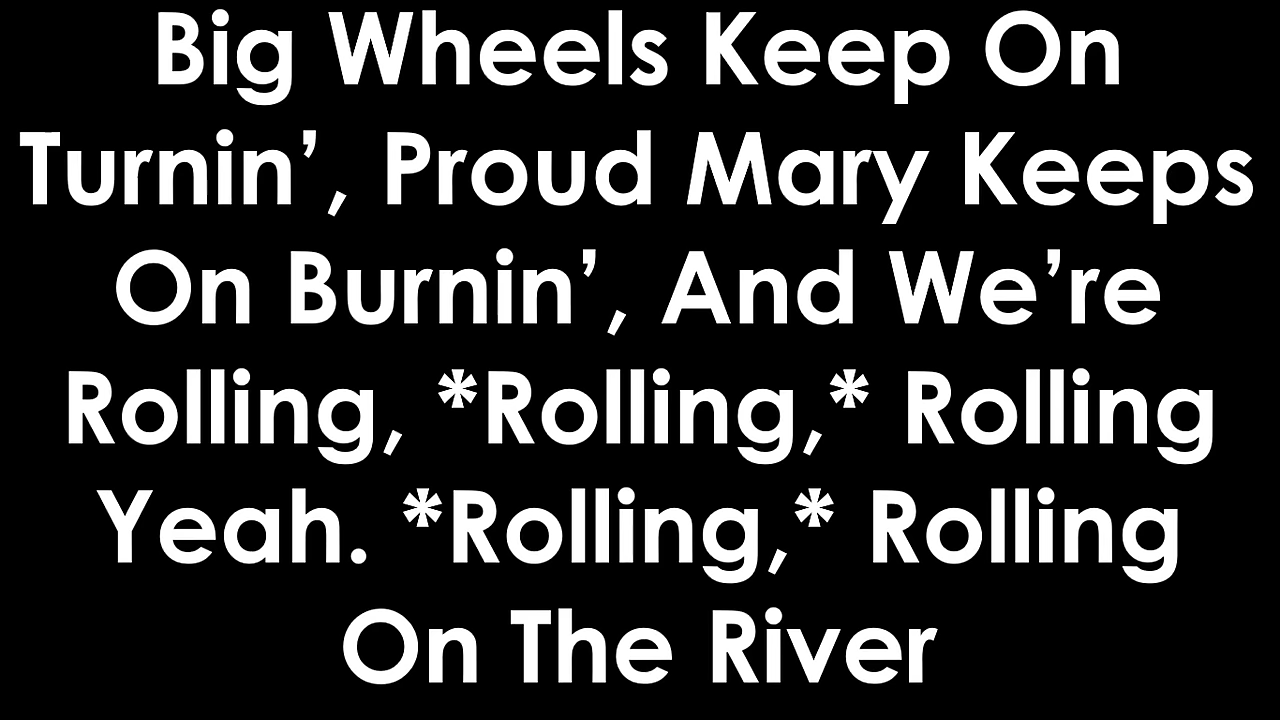 Big Wheels Keep On
Turnin’, Proud Mary Keeps
On Burnin’, And We’re
Rolling, *Rolling,* Rolling
Yeah. *Rolling,* Rolling
On The River